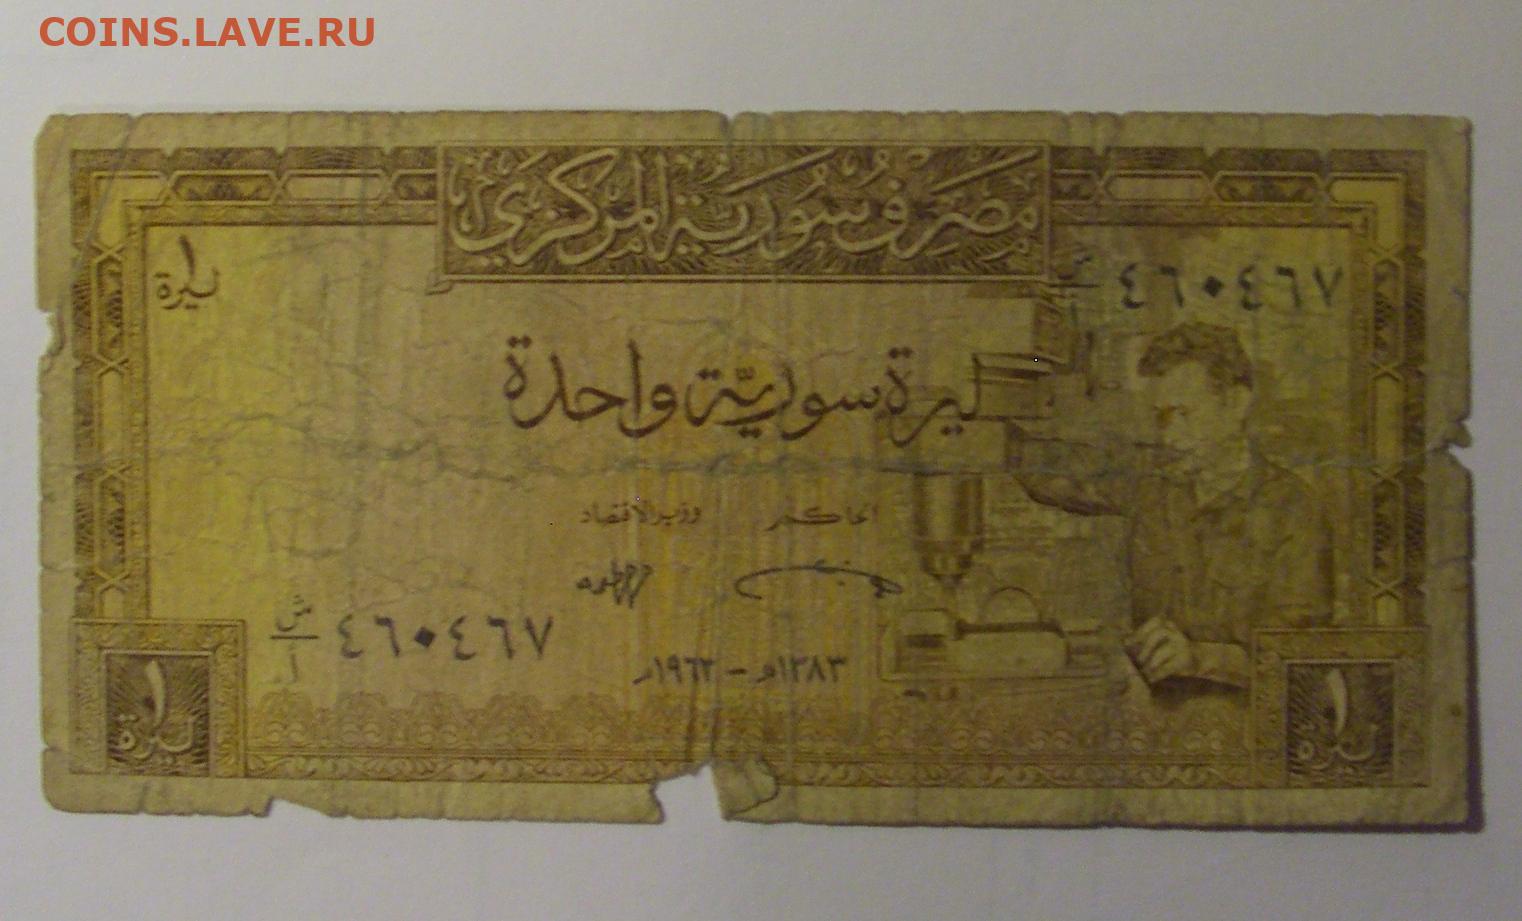 COINS.LAVE.RU
مصرف سورية المركزي
١
ليرة
ش
أ
٤٦٠٤٦٧
ليرة سورية واحدة
الحاكم
وزير الاقتصاد
ش
أ
٤٦٠٤٦٧
١٣٨٣هـ - ١٩٦٣م
١
ليرة
١
ليرة